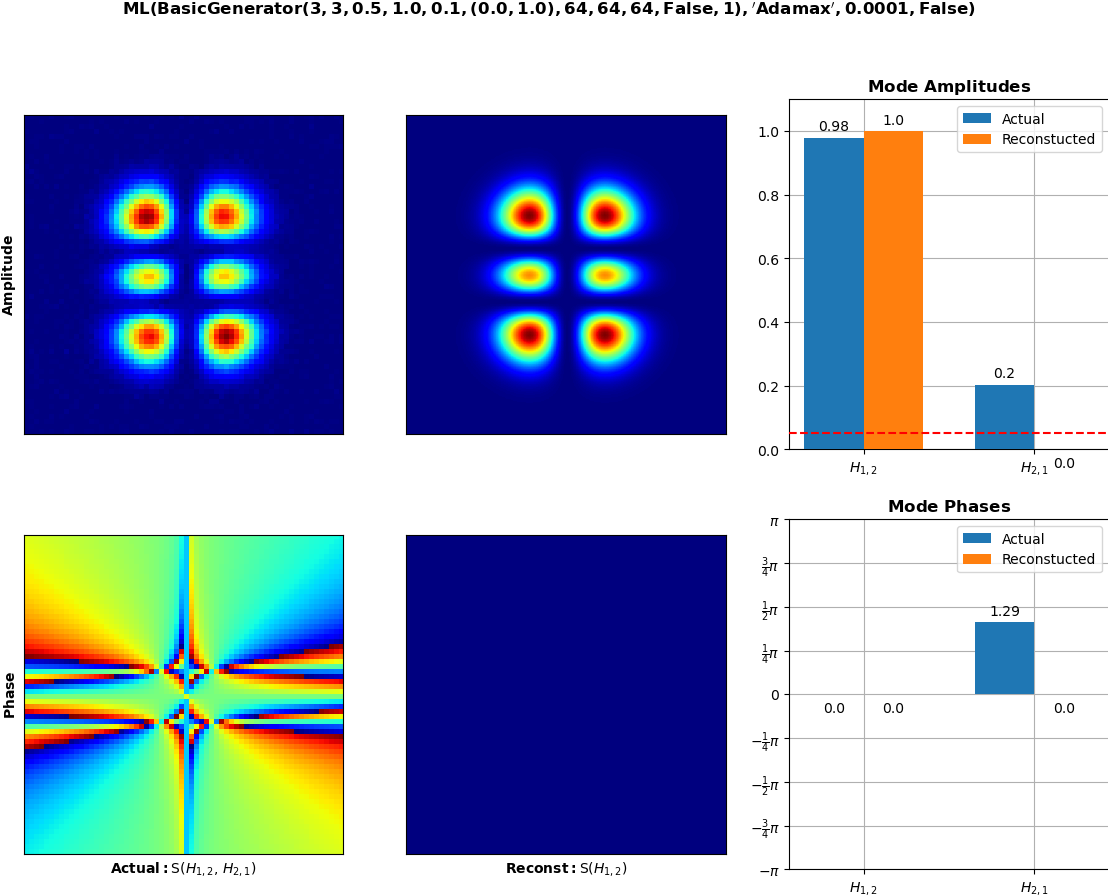 ML(BasicGenerator(3, 3, 0.5, 1.0, 0.1, (0.0, 1.0), 64, 64, 64, False, 1), 'Adamax', 0.0001, False)
Amplitude
Mode Amplitudes
Actual
Reconstucted
0.98
1.0
0.2
0.0
1.0
0.8
0.6
0.4
0.2
0.0
H₁,₂
H₂,₁
Phase
Actual: S(H₁,₂, H₂,₁)
Reconst: S(H₁,₂)
Mode Phases
Actual
Reconstucted
π
3/4π
1/2π
1/4π
0
−1/4π
−1/2π
−3/4π
−π
0.0
0.0
1.29
0.0
H₁,₂
H₂,₁